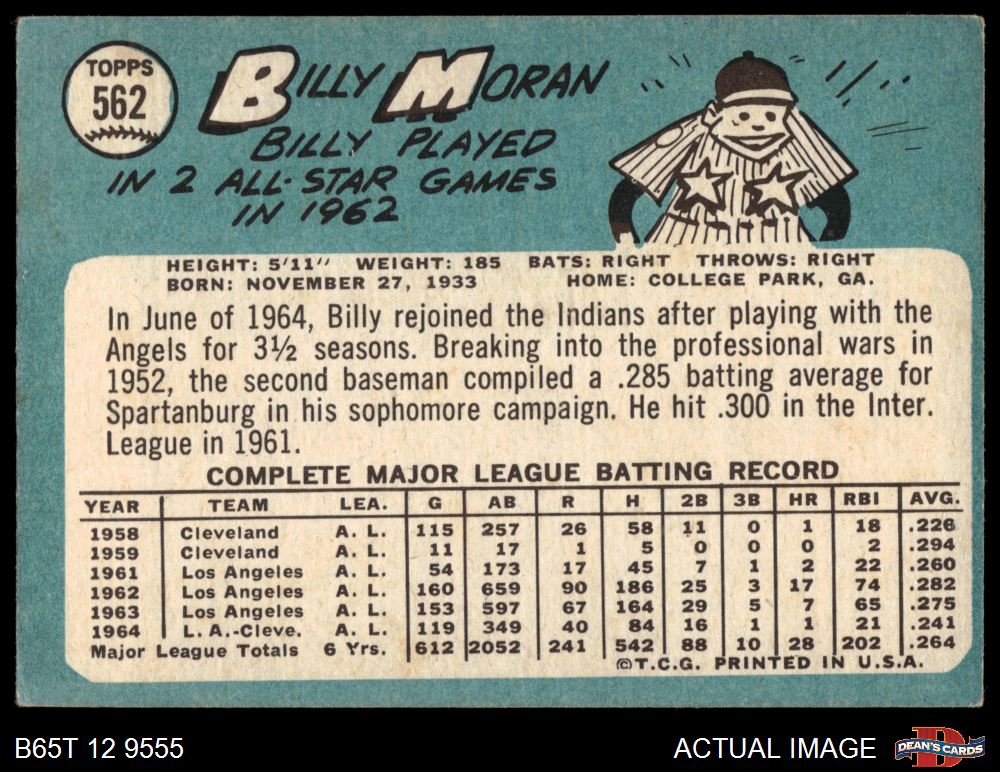 TOPPS
562
BILLY MORAN
BILLY PLAYED
IN 2 ALL-STAR GAMES
IN 1962
HEIGHT: 5'11" WEIGHT: 185 BATS: RIGHT THROWS: RIGHT
BORN: NOVEMBER 27, 1933 HOME: COLLEGE PARK, GA.
In June of 1964, Billy rejoined the Indians after playing with the
Angels for 3½ seasons. Breaking into the professional wars in
1952, the second baseman compiled a .285 batting average for
Spartanburg in his sophomore campaign. He hit .300 in the Inter.
League in 1961.
COMPLETE MAJOR LEAGUE BATTING RECORD
YEAR TEAM LEA. G AB R H 2B 3B HR RBI AVG.
1958 Cleveland A. L. 115 257 26 58 11 0 1 18 .226
1959 Cleveland A. L. 11 17 1 5 0 0 0 2 .294
1961 Los Angeles A. L. 54 173 17 45 7 1 2 22 .260
1962 Los Angeles A. L. 160 659 90 186 25 3 17 74 .282
1963 Los Angeles A. L. 153 597 67 164 29 5 7 65 .275
1964 L. A.-Cleve. A. L. 119 349 40 84 16 1 1 21 .241
Major League Totals 6 Yrs. 612 2052 241 542 88 10 28 202 .264
©T.C.G. PRINTED IN U.S.A.
B65T 12 9555
ACTUAL IMAGE
DEAN'S CARDS